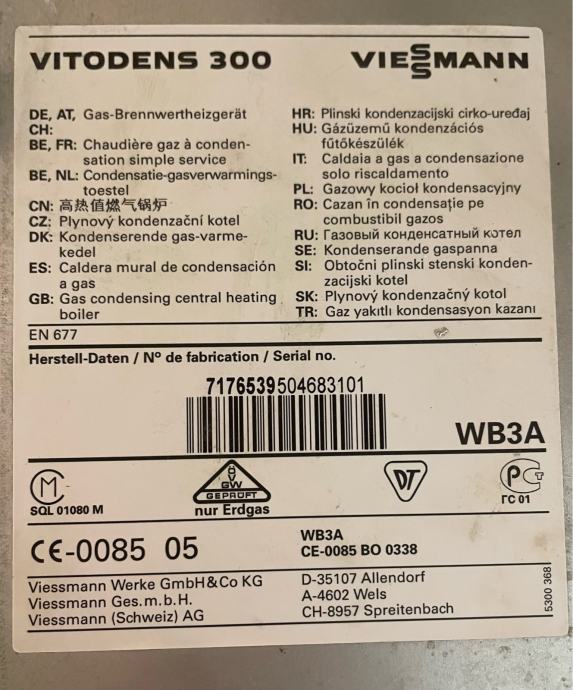 VITODENS 300
VIESSMANN
DE, AT, Gas-Brennwertheizgerät
CH:
BE, FR: Chaudière gaz à conden-
sation simple service
BE, NL: Condensatie-gasverwarmings-
toestel
CN: 高热值燃气锅炉
CZ: Plynový kondenzační kotel
DK: Kondenserende gas-varme-
kedel
ES: Caldera mural de condensación
a gas
GB: Gas condensing central heating
boiler
HR: Plinski kondenzacijski cirko-uređaj
HU: Gázüzemű kondenzációs
fűtőkészülék
IT: Caldaia a gas a condensazione
solo riscaldamento
PL: Gazowy kocioł kondensacyjny
RO: Cazan în condensaţie pe
combustibil gazos
RU: Газовый конденсатный котел
SE: Kondenserande gaspanna
SI: Obtočni plinski stenski konden-
zacijski kotel
SK: Plynový kondenzačný kotol
TR: Gaz yakıtlı kondensasyon kazanı
EN 677
Herstell-Daten / Nº de fabrication / Serial no.
7176539504683101
WB3A
M
SQL 01080 M
DVGW
GEPRÜFT
nur Erdgas
DT
PCT
ГС 01
CE-0085 05
WB3A
CE-0085 BO 0338
Viessmann Werke GmbH&Co KG
Viessmann Ges.m.b.H.
Viessmann (Schweiz) AG
D-35107 Allendorf
A-4602 Wels
CH-8957 Spreitenbach
5300 368